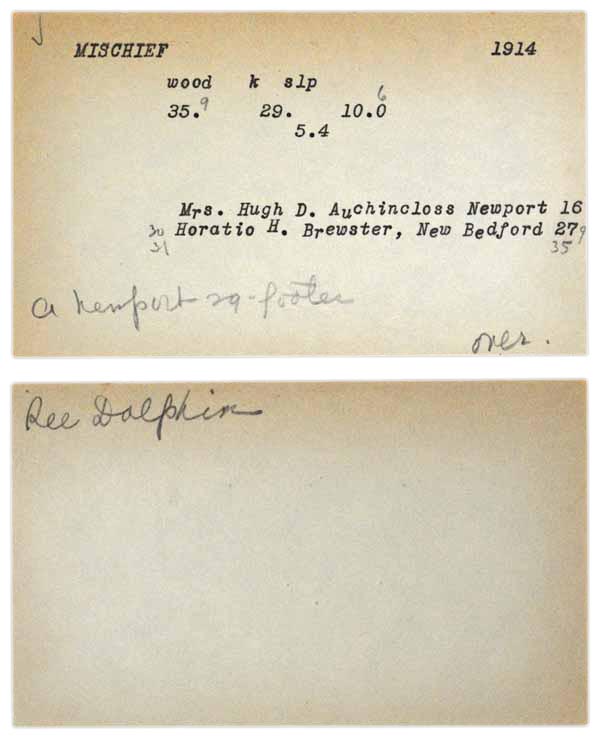 MISCHIEF 1914
wood k slp
35.9 29. 10.06
5.4
Mrs. Hugh D. Auchincloss Newport 16
30 Horatio H. Brewster, New Bedford 279
31 35
a Newport 29-footer
over.
See Dolphin